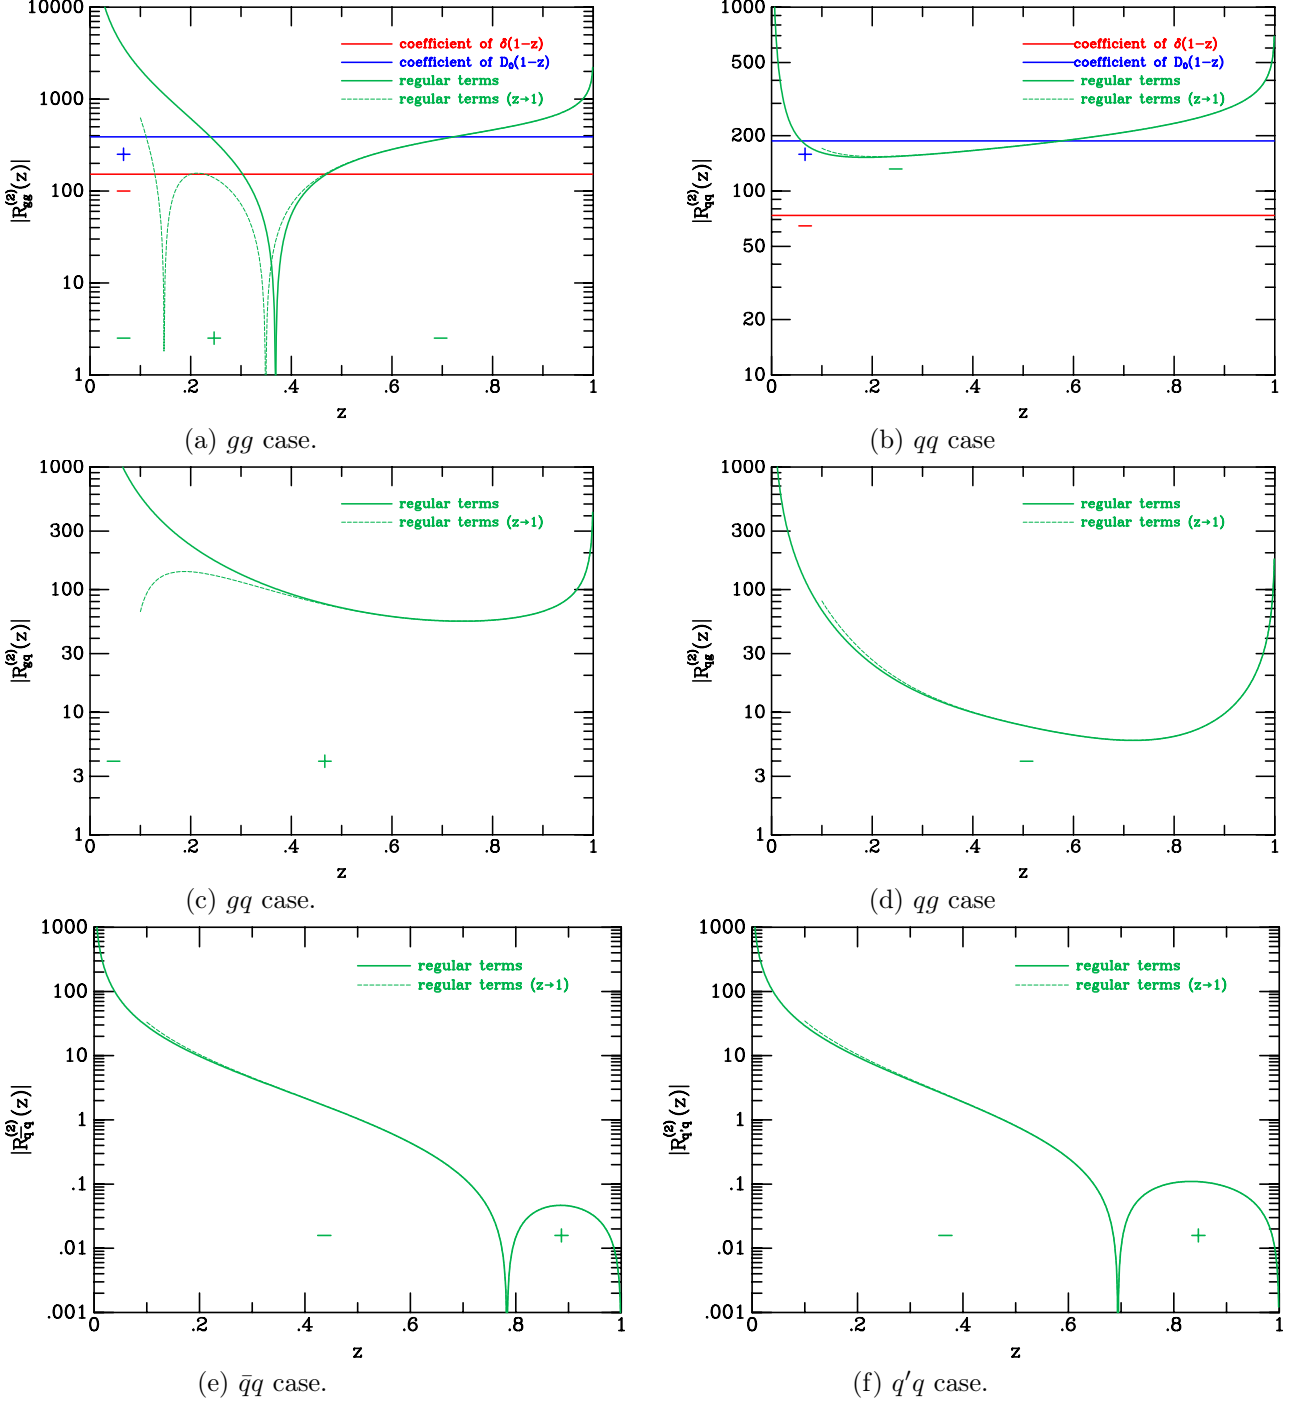 10000
1000
100
10
1
|R_gg^(2)(z)|
coefficient of δ(1−z)
coefficient of D₀(1−z)
regular terms
regular terms (z→1)
+
−
− + −
0 .2 .4 .6 .8 1
z
(a) gg case.
1000
500
200
100
50
20
10
|R_qq^(2)(z)|
coefficient of δ(1−z)
coefficient of D₀(1−z)
regular terms
regular terms (z→1)
+
−
−
0 .2 .4 .6 .8 1
z
(b) qq case
1000
300
100
30
10
3
1
|R_gq^(2)(z)|
regular terms
regular terms (z→1)
− +
0 .2 .4 .6 .8 1
z
(c) gq case.
1000
300
100
30
10
3
1
|R_qg^(2)(z)|
regular terms
regular terms (z→1)
−
0 .2 .4 .6 .8 1
z
(d) qg case
1000
100
10
1
.1
.01
.001
|R_q̄q^(2)(z)|
regular terms
regular terms (z→1)
− +
0 .2 .4 .6 .8 1
z
(e) q̄q case.
1000
100
10
1
.1
.01
.001
|R_q'q^(2)(z)|
regular terms
regular terms (z→1)
− +
0 .2 .4 .6 .8 1
z
(f) q′q case.